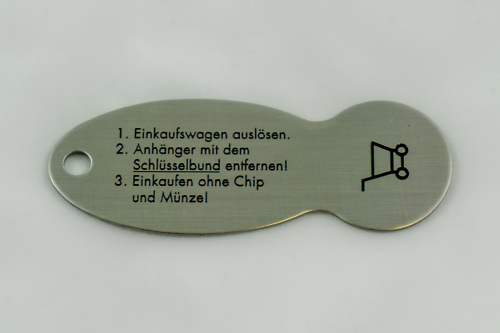 1. Einkaufswagen auslösen.
2. Anhänger mit dem
Schlüsselbund entfernen!
3. Einkaufen ohne Chip
und Münze!